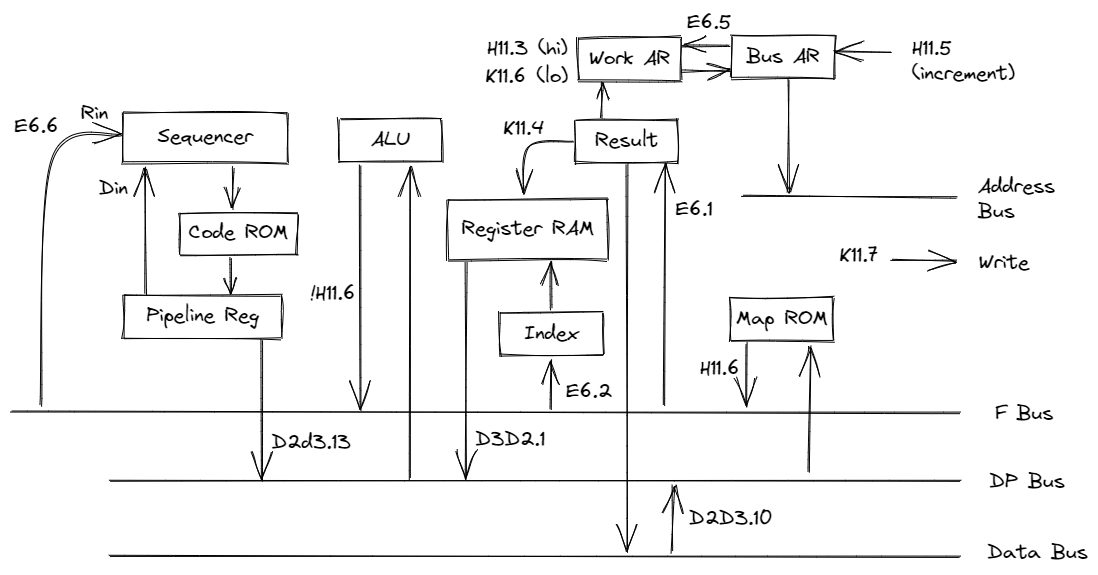 E6.5
H11.3 (hi)
K11.6 (lo)
Work AR
Bus AR
H11.5
(increment)
E6.6
Rin
Sequencer
ALU
K11.4
Result
Din
Code ROM
Register RAM
E6.1
Address
Bus
K11.7
Write
!H11.6
Pipeline Reg
Index
Map ROM
H11.6
E6.2
F Bus
D2d3.13
D3D2.1
DP Bus
D2D3.10
Data Bus